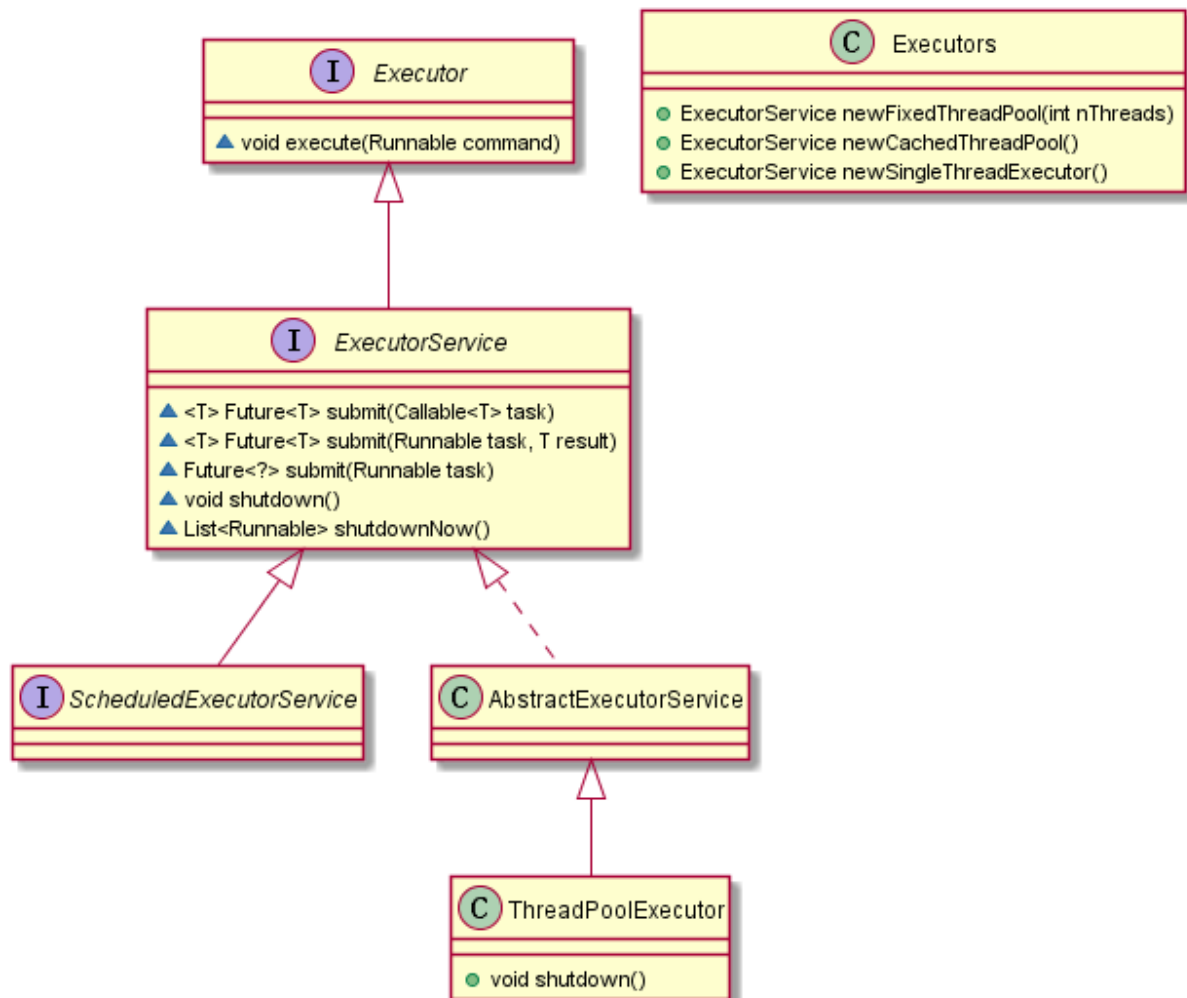 I Executor
void execute(Runnable command)
C Executors
ExecutorService newFixedThreadPool(int nThreads)
ExecutorService newCachedThreadPool()
ExecutorService newSingleThreadExecutor()
I ExecutorService
<T> Future<T> submit(Callable<T> task)
<T> Future<T> submit(Runnable task, T result)
Future<?> submit(Runnable task)
void shutdown()
List<Runnable> shutdownNow()
I ScheduledExecutorService
C AbstractExecutorService
C ThreadPoolExecutor
void shutdown()